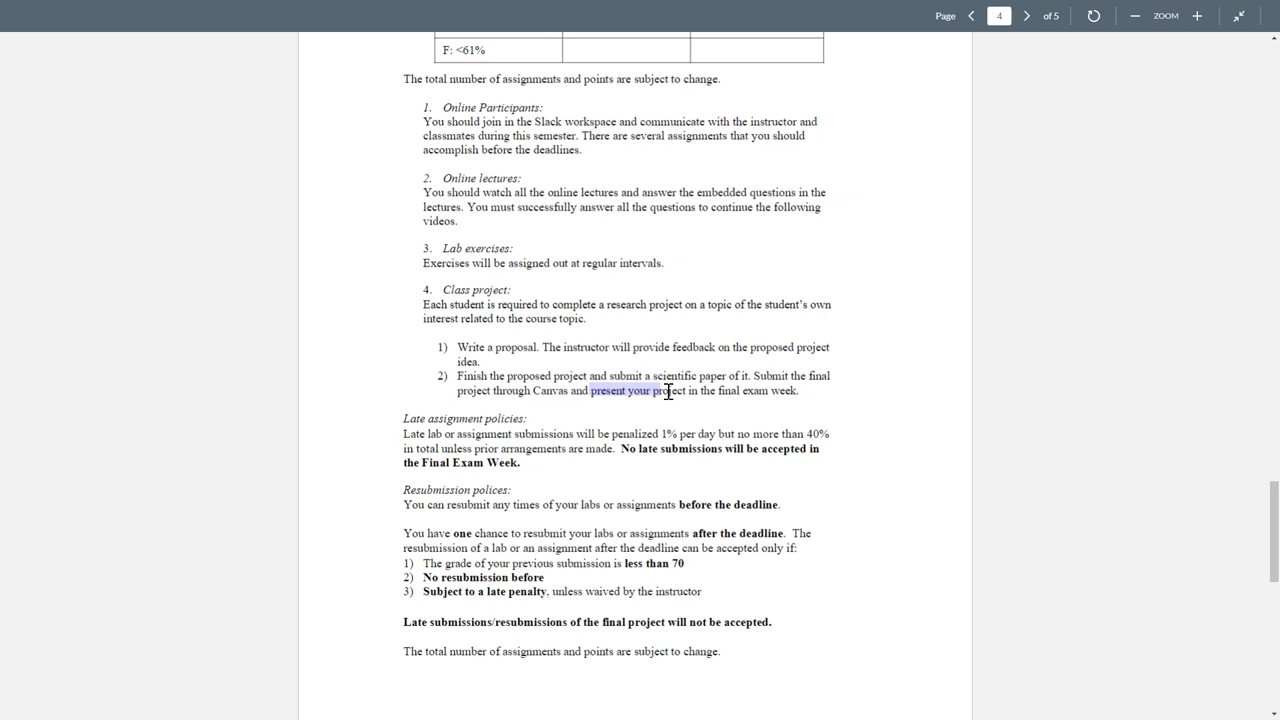 Page 4 of 5 ZOOM
F: <61%
The total number of assignments and points are subject to change.
1. Online Participants:
You should join in the Slack workspace and communicate with the instructor and
classmates during this semester. There are several assignments that you should
accomplish before the deadlines.
2. Online lectures:
You should watch all the online lectures and answer the embedded questions in the
lectures. You must successfully answer all the questions to continue the following
videos.
3. Lab exercises:
Exercises will be assigned out at regular intervals.
4. Class project:
Each student is required to complete a research project on a topic of the student's own
interest related to the course topic.
1) Write a proposal. The instructor will provide feedback on the proposed project
idea.
2) Finish the proposed project and submit a scientific paper of it. Submit the final
project through Canvas and present your project in the final exam week.
Late assignment policies:
Late lab or assignment submissions will be penalized 1% per day but no more than 40%
in total unless prior arrangements are made. No late submissions will be accepted in
the Final Exam Week.
Resubmission polices:
You can resubmit any times of your labs or assignments before the deadline.
You have one chance to resubmit your labs or assignments after the deadline. The
resubmission of a lab or an assignment after the deadline can be accepted only if:
1) The grade of your previous submission is less than 70
2) No resubmission before
3) Subject to a late penalty, unless waived by the instructor
Late submissions/resubmissions of the final project will not be accepted.
The total number of assignments and points are subject to change.